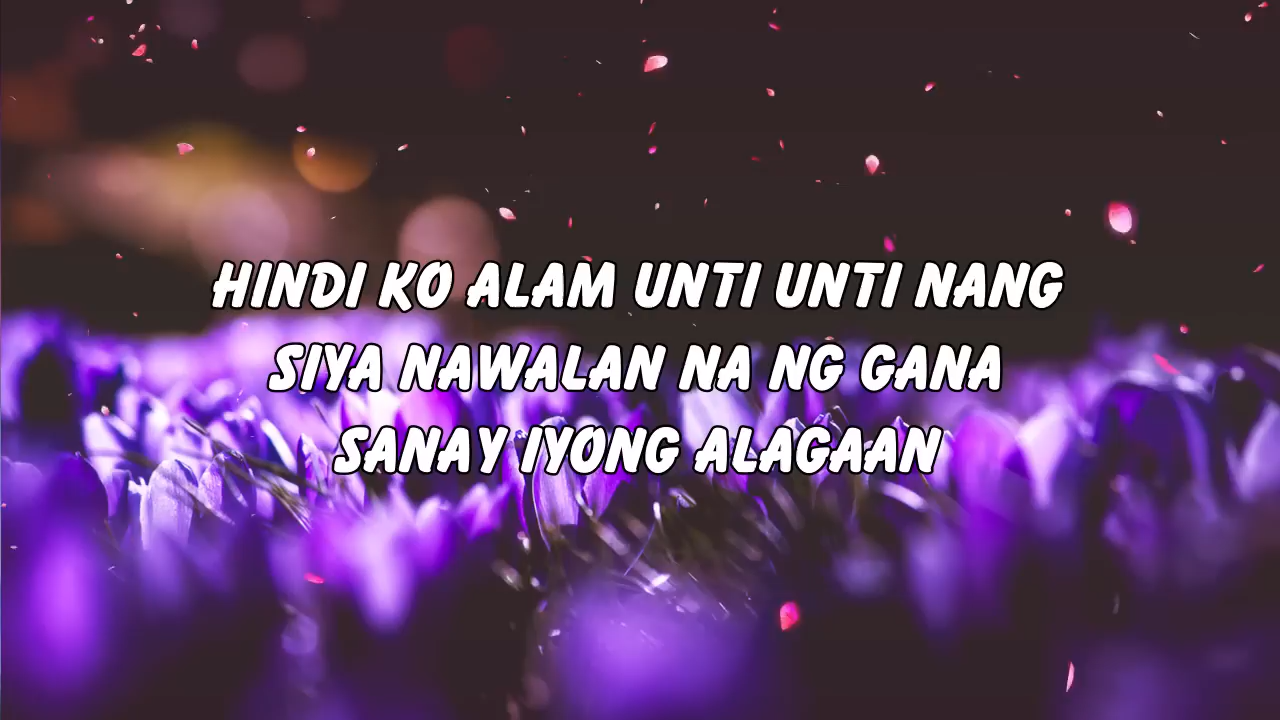 HINDI KO ALAM UNTI UNTI NANG
SIYA NAWALAN NA NG GANA
SANAY IYONG ALAGAAN